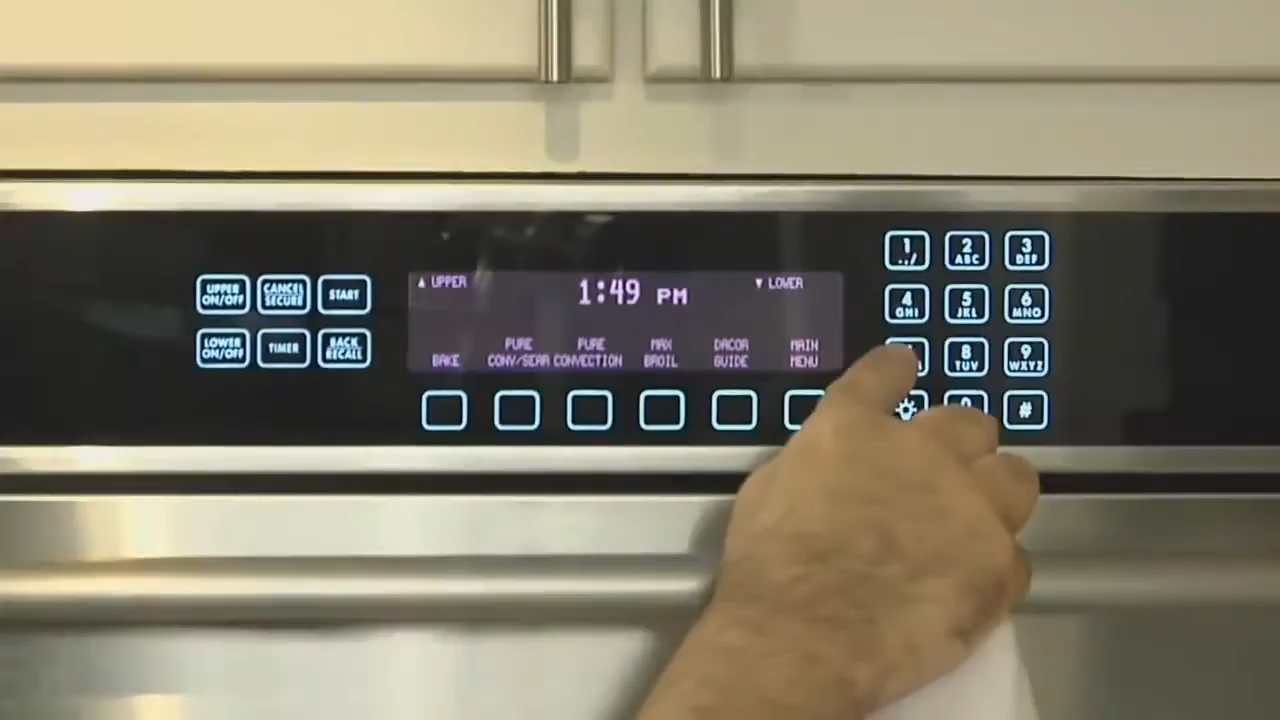 UPPER ON/OFF
CANCEL SECURE
START
LOWER ON/OFF
TIMER
BACK RECALL
▲ UPPER
1:49 PM
▼ LOWER
BAKE
PURE CONV/SEAR
PURE CONVECTION
MAX BROIL
DACOR GUIDE
MAIN MENU
1 ../
2 ABC
3 DEF
4 GHI
5 JKL
6 MNO
8 TUV
9 WXYZ
#